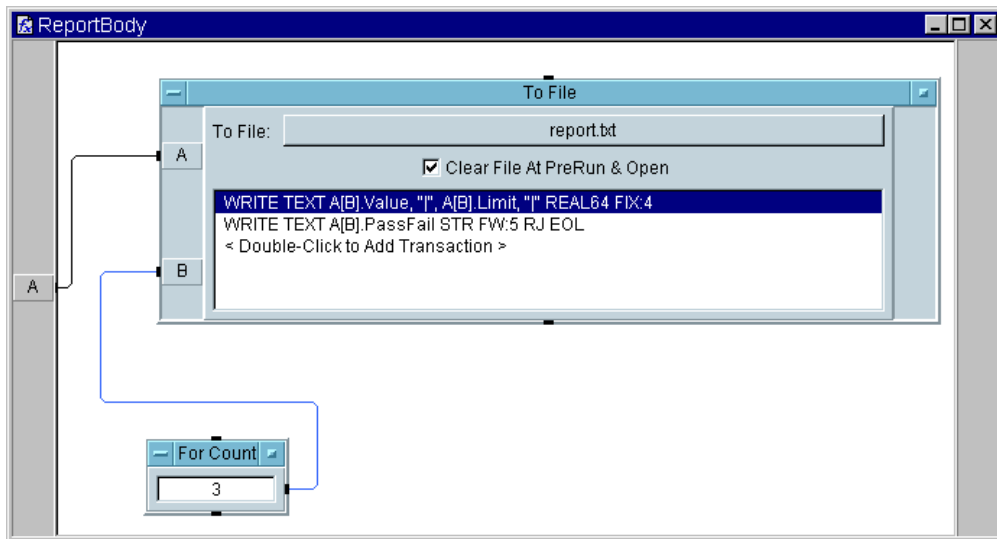 ReportBody
To File
To File: report.txt
A
Clear File At PreRun & Open
WRITE TEXT A[B].Value, "|", A[B].Limit, "|" REAL64 FIX:4
WRITE TEXT A[B].PassFail STR FW:5 RJ EOL
< Double-Click to Add Transaction >
B
A
For Count
3